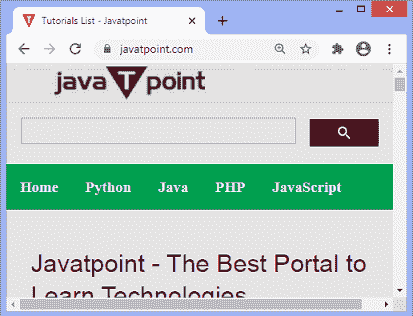 Tutorials List - Javatpoint
javatpoint.com
java T point
Home Python Java PHP JavaScript
Javatpoint - The Best Portal to
Learn Technologies